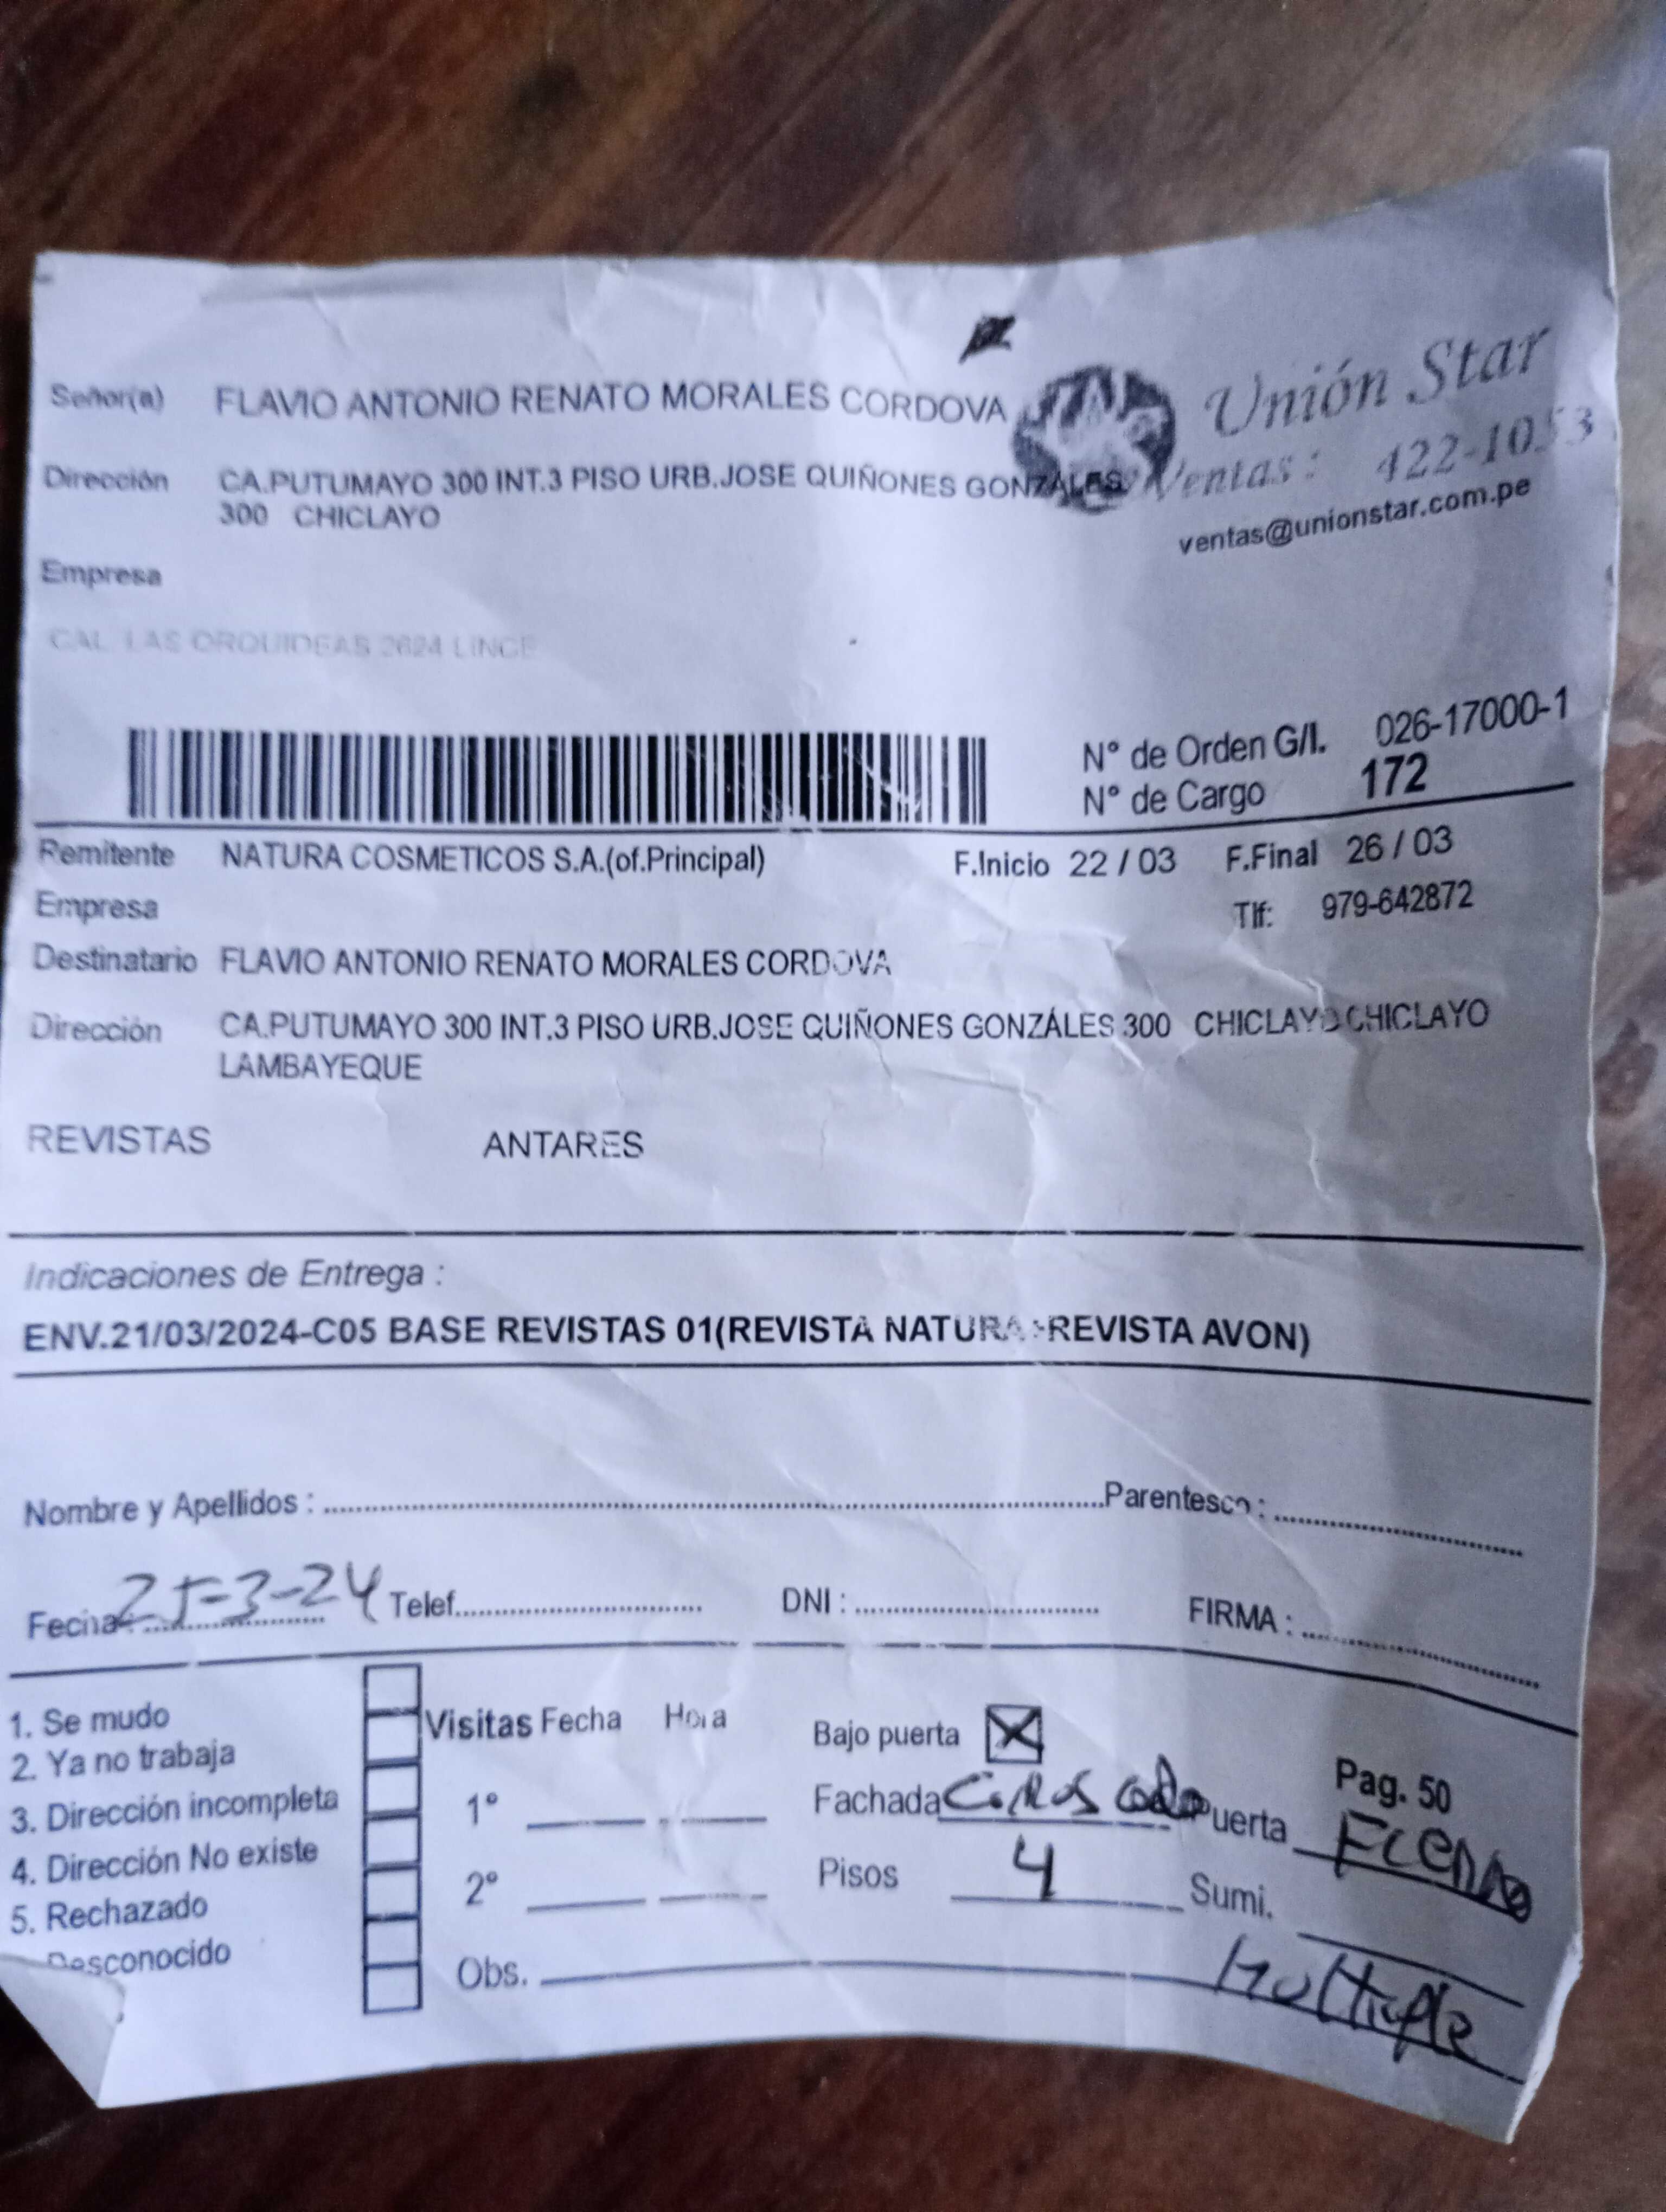 Señor(a) FLAVIO ANTONIO RENATO MORALES CORDOVA
Unión Star
Dirección CA.PUTUMAYO 300 INT.3 PISO URB.JOSE QUIÑONES GONZÁLES
300 CHICLAYO
Ventas: 422-1053
ventas@unionstar.com.pe
Empresa
CAL. LAS ORQUIDEAS 2624 LINCE
N° de Orden G/I. 026-17000-1
N° de Cargo 172
Remitente NATURA COSMETICOS S.A.(of.Principal) F.Inicio 22 / 03 F.Final 26 / 03
Empresa Tlf: 979-642872
Destinatario FLAVIO ANTONIO RENATO MORALES CORDOVA
Dirección CA.PUTUMAYO 300 INT.3 PISO URB.JOSE QUIÑONES GONZÁLES 300 CHICLAYO CHICLAYO
LAMBAYEQUE
REVISTAS ANTARES
Indicaciones de Entrega :
ENV.21/03/2024-C05 BASE REVISTAS 01(REVISTA NATURA REVISTA AVON)
Nombre y Apellidos : Parentesco :
Fecha : 25-3-24 Telef. DNI : FIRMA :
1. Se mudo
2. Ya no trabaja
3. Dirección incompleta
4. Dirección No existe
5. Rechazado
Desconocido
Visitas Fecha Hora
1°
2°
Obs.
Bajo puerta X
Pag. 50
Fachada Puerta
Pisos 4 Sumi.
Multiple